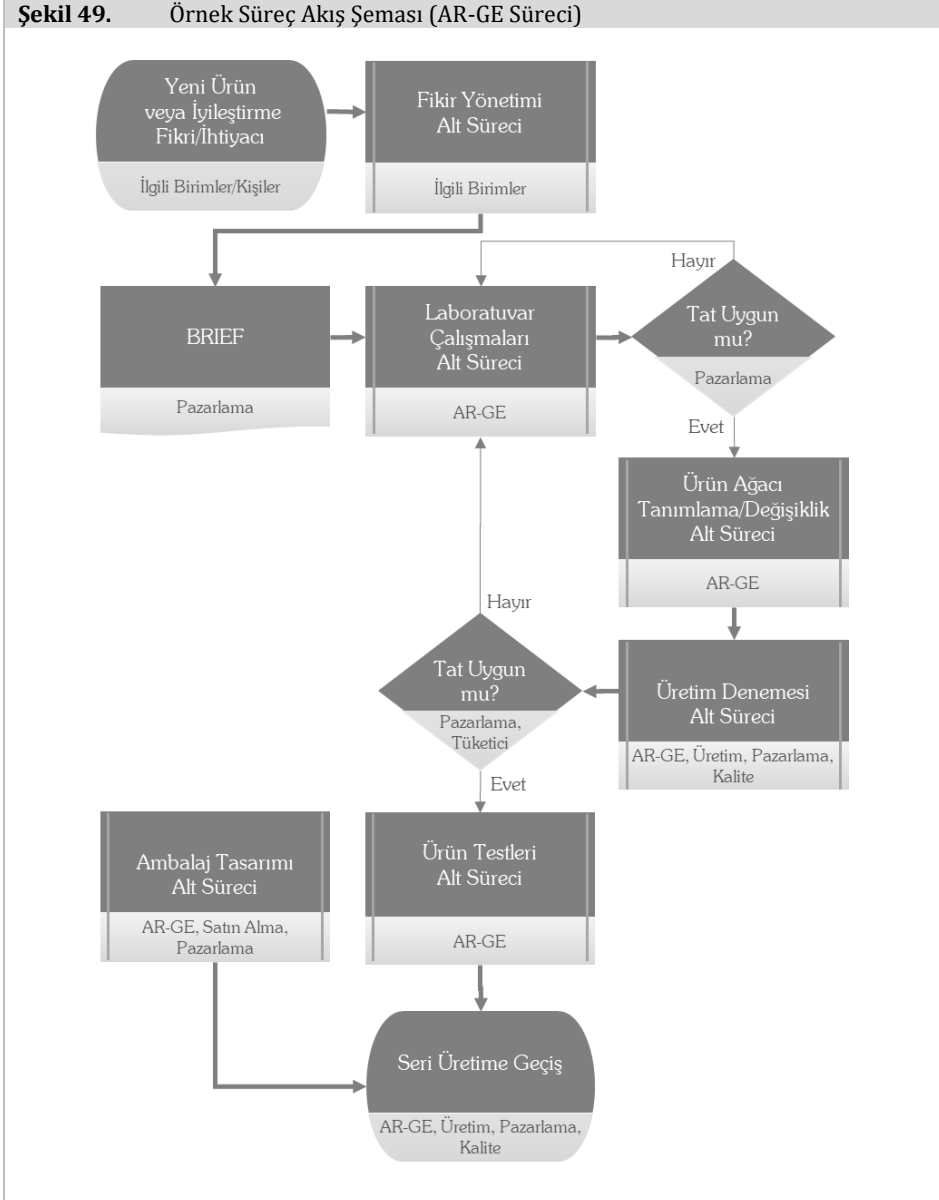 Şekil 49. Örnek Süreç Akış Şeması (AR-GE Süreci)
Yeni Ürün
veya İyileştirme
Fikri/İhtiyacı
İlgili Birimler/Kişiler
Fikir Yönetimi
Alt Süreci
İlgili Birimler
BRIEF
Pazarlama
Laboratuvar
Çalışmaları
Alt Süreci
AR-GE
Hayır
Tat Uygun
mu?
Pazarlama
Evet
Ürün Ağacı
Tanımlama/Değişiklik
Alt Süreci
AR-GE
Üretim Denemesi
Alt Süreci
AR-GE, Üretim, Pazarlama,
Kalite
Hayır
Tat Uygun
mu?
Pazarlama,
Tüketici
Evet
Ambalaj Tasarımı
Alt Süreci
AR-GE, Satın Alma,
Pazarlama
Ürün Testleri
Alt Süreci
AR-GE
Seri Üretime Geçiş
AR-GE, Üretim, Pazarlama,
Kalite